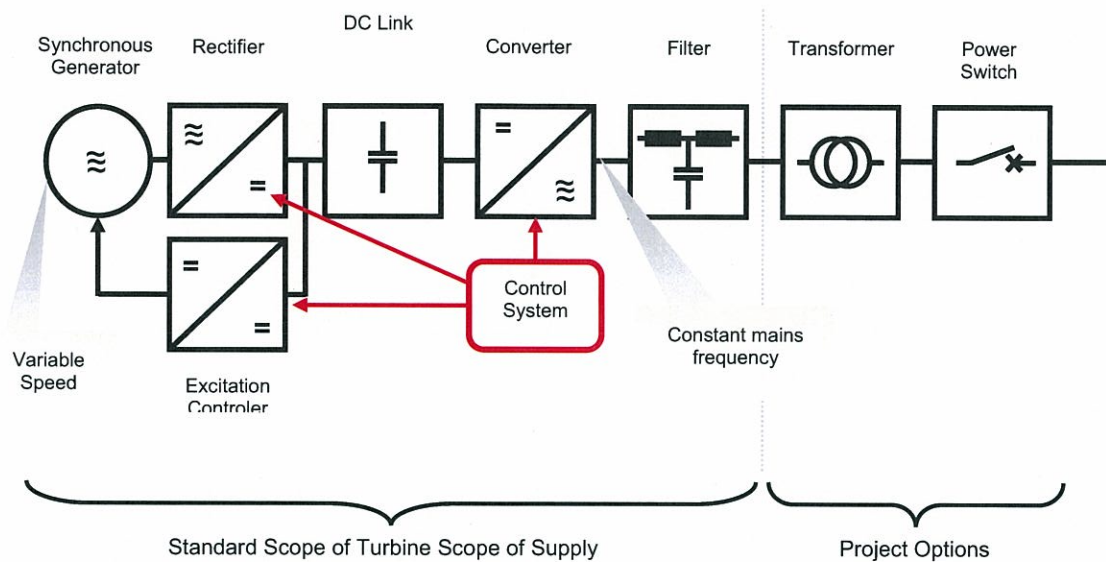 DC Link
Synchronous
Generator
Rectifier
Converter
Filter
Transformer
Power
Switch
Control
System
Constant mains
frequency
Variable
Speed
Excitation
Controler
Standard Scope of Turbine Scope of Supply
Project Options